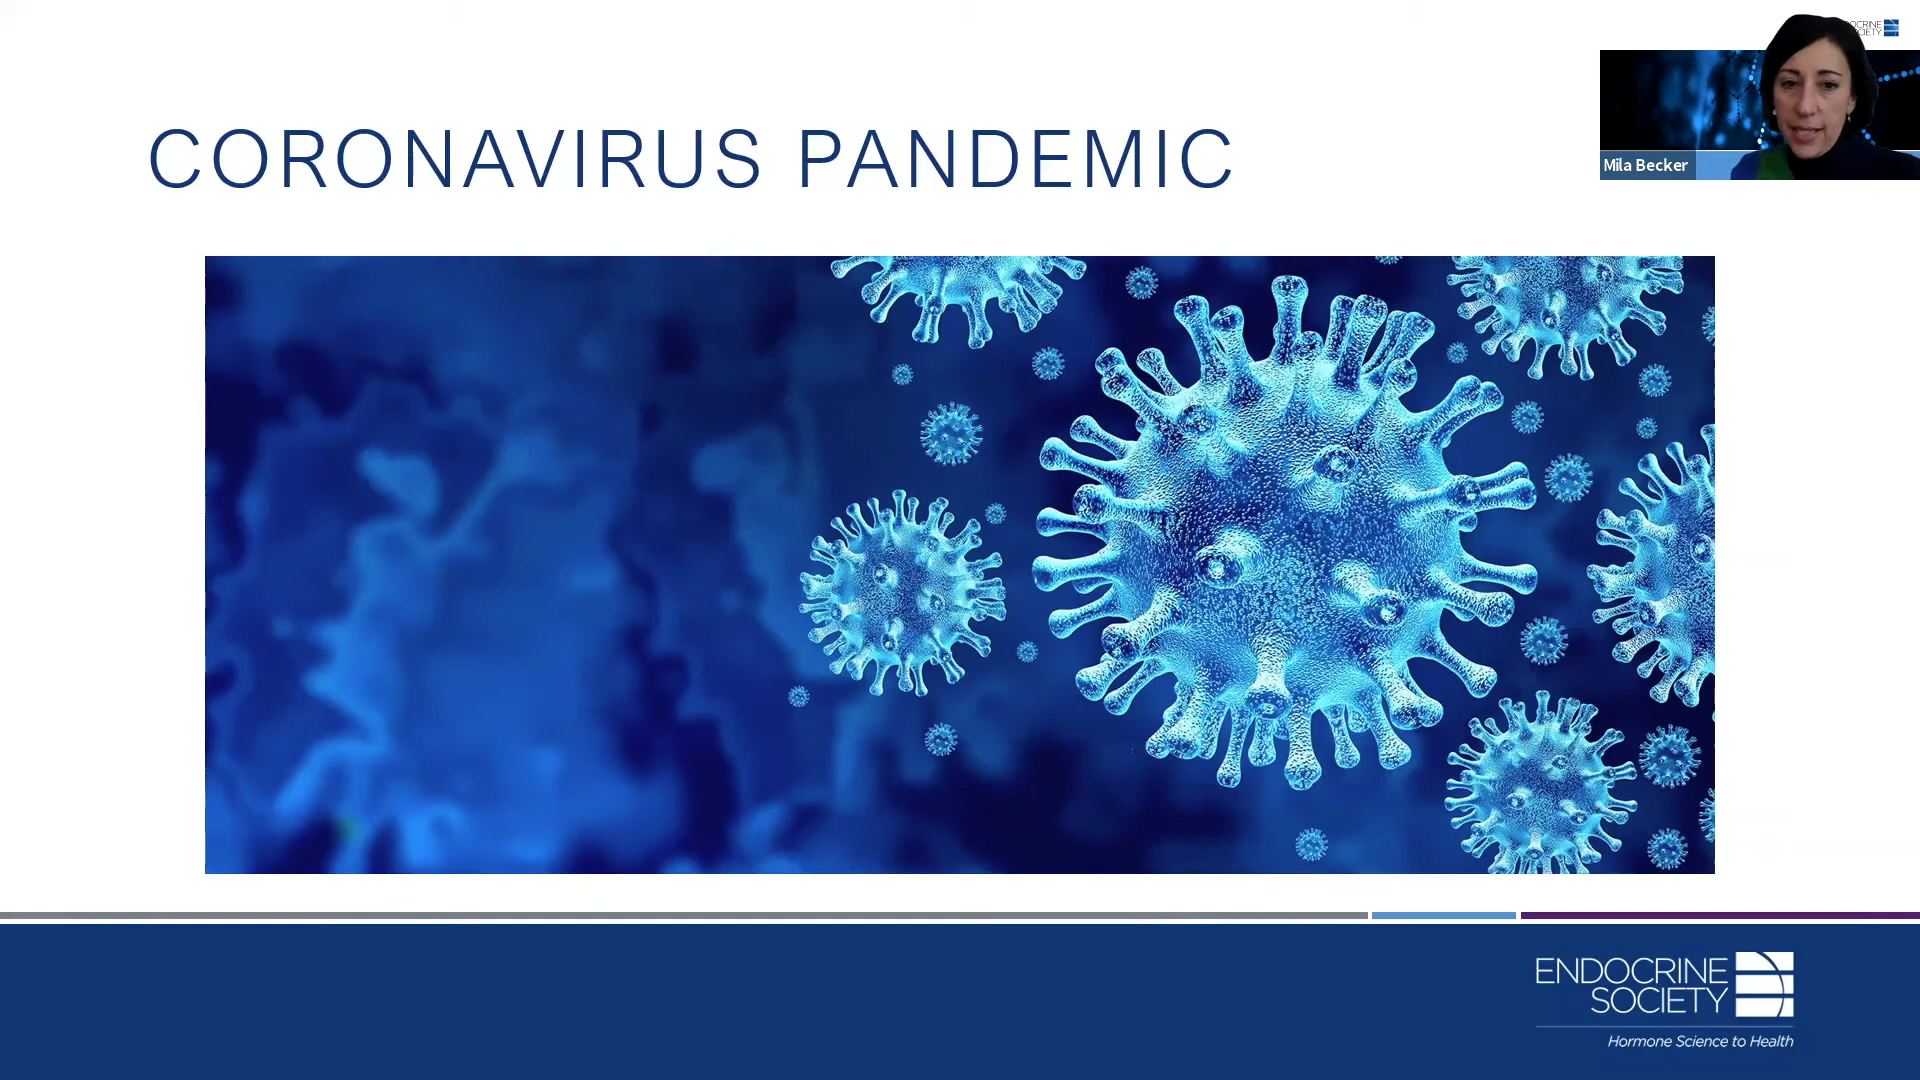 CORONAVIRUS PANDEMIC
Mila Becker
ENDOCRINE
SOCIETY
Hormone Science to Health